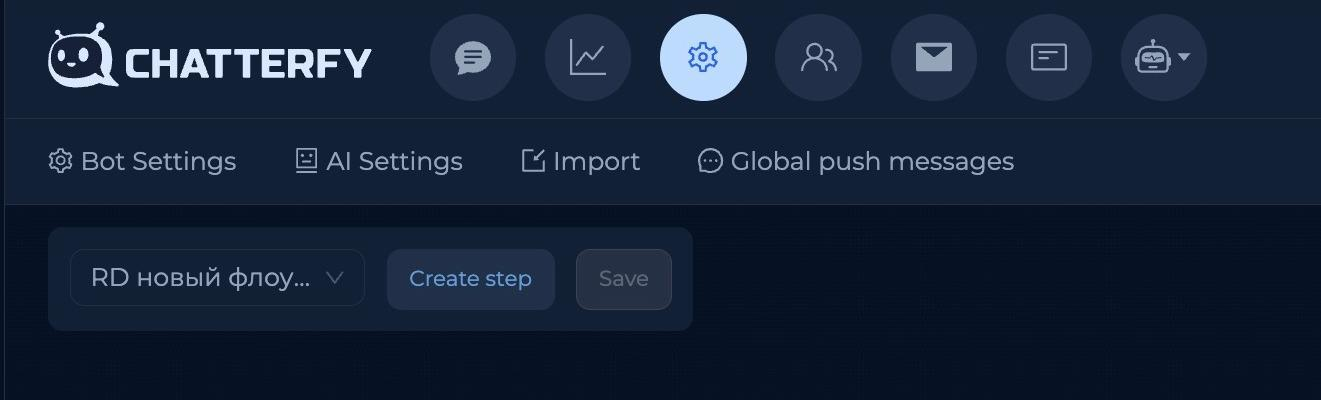 CHATTERFY
Bot Settings AI Settings Import Global push messages
RD новый флоу... Create step Save